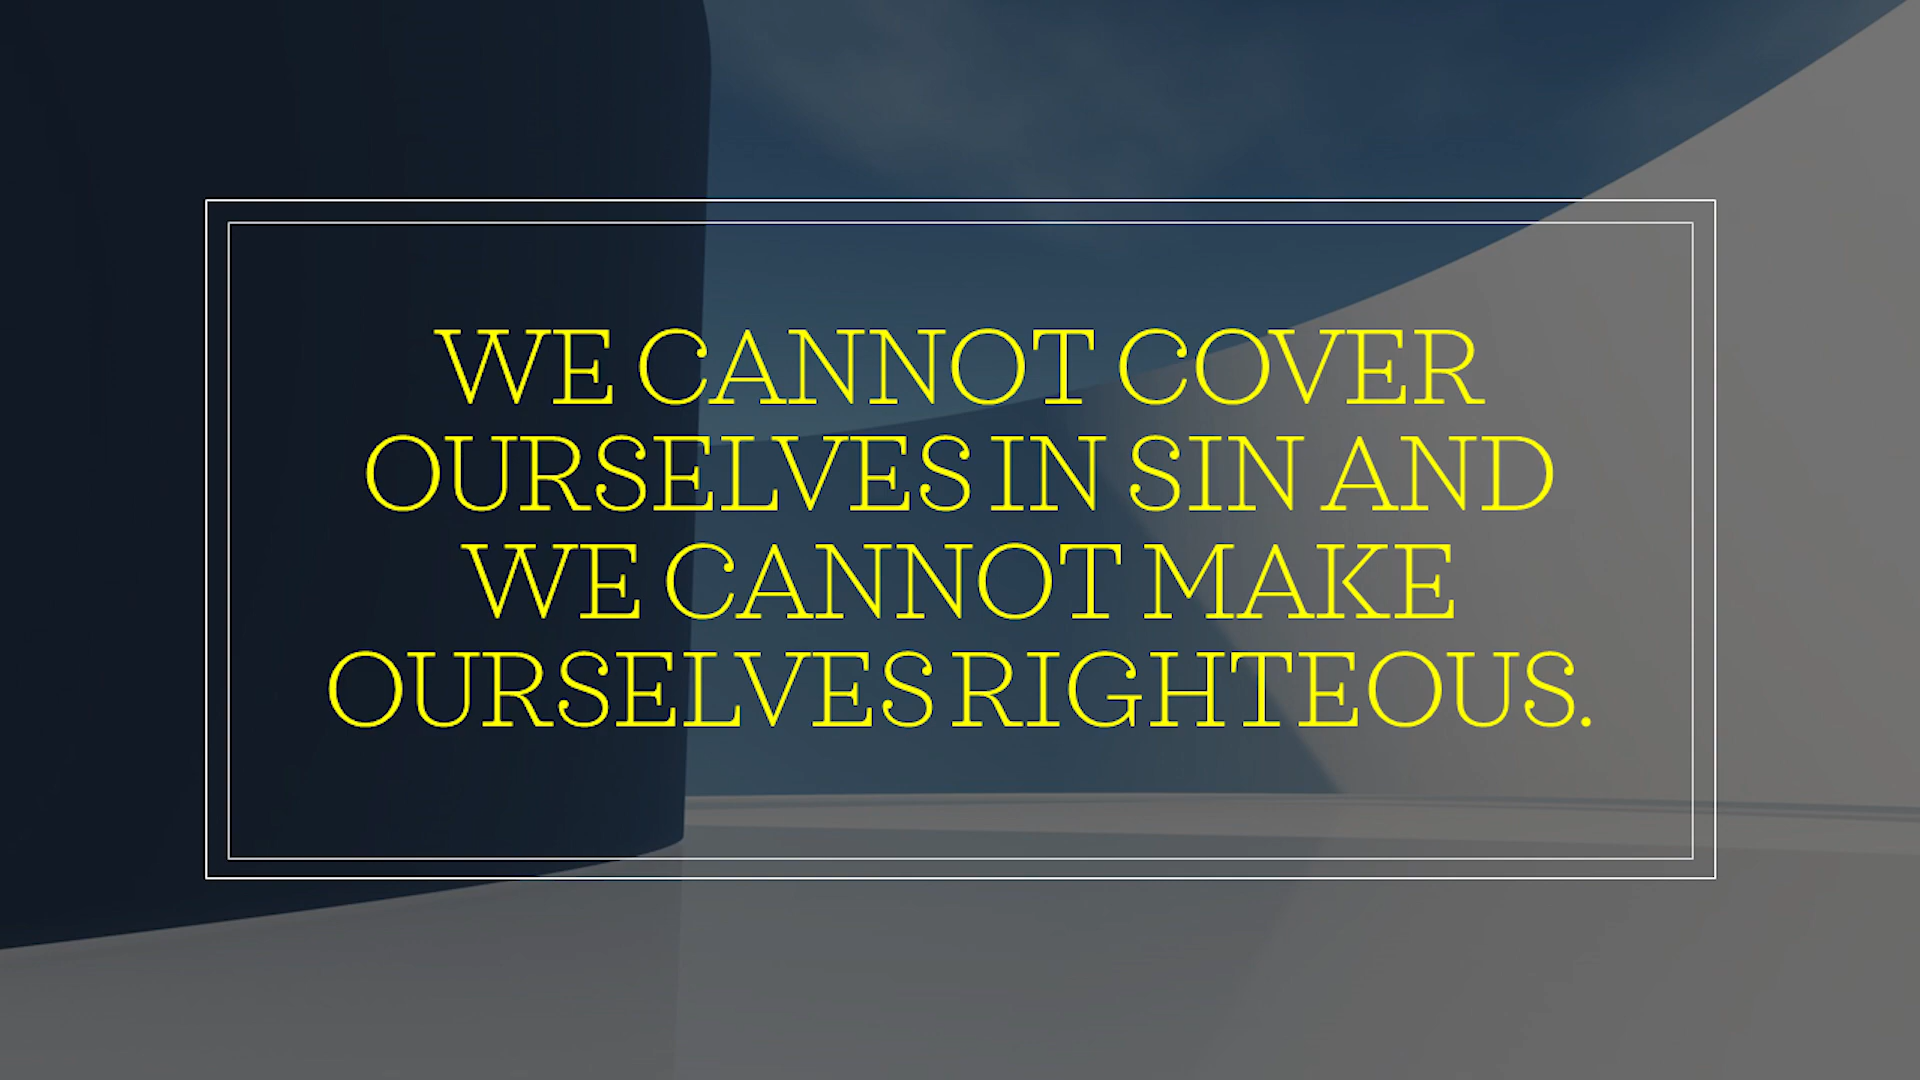 WE CANNOT COVER
OURSELVES IN SIN AND
WE CANNOT MAKE
OURSELVES RIGHTEOUS.